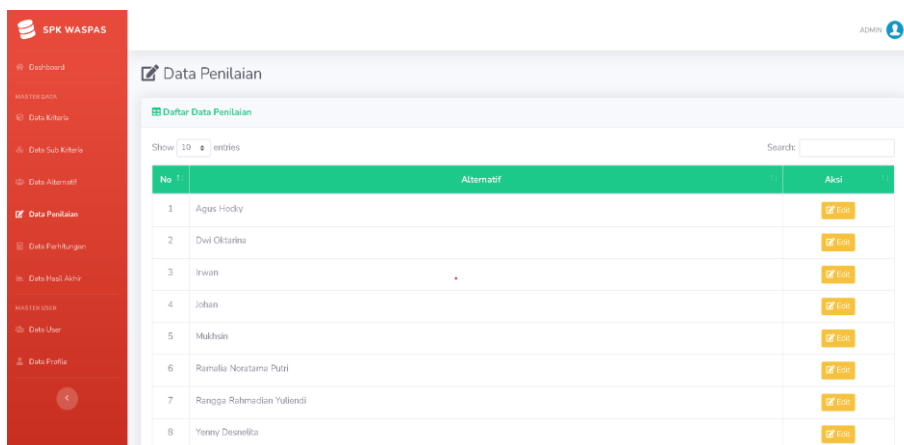 SPK WASPAS
ADMIN
Dashboard
MASTER DATA
Data Kriteria
Data Sub Kriteria
Data Alternatif
Data Penilaian
Data Perhitungan
Data Hasil Akhir
MASTER USER
Data User
Data Profile
Data Penilaian
Daftar Data Penilaian
Show 10 entries
Search:
No Alternatif Aksi
1 Agus Hocky Edit
2 Dwi Oktarina Edit
3 Irwan Edit
4 Johan Edit
5 Mukhsin Edit
6 Ramalia Noratama Putri Edit
7 Rangga Rahmadian Yuliendi Edit
8 Yenny Desnelita Edit